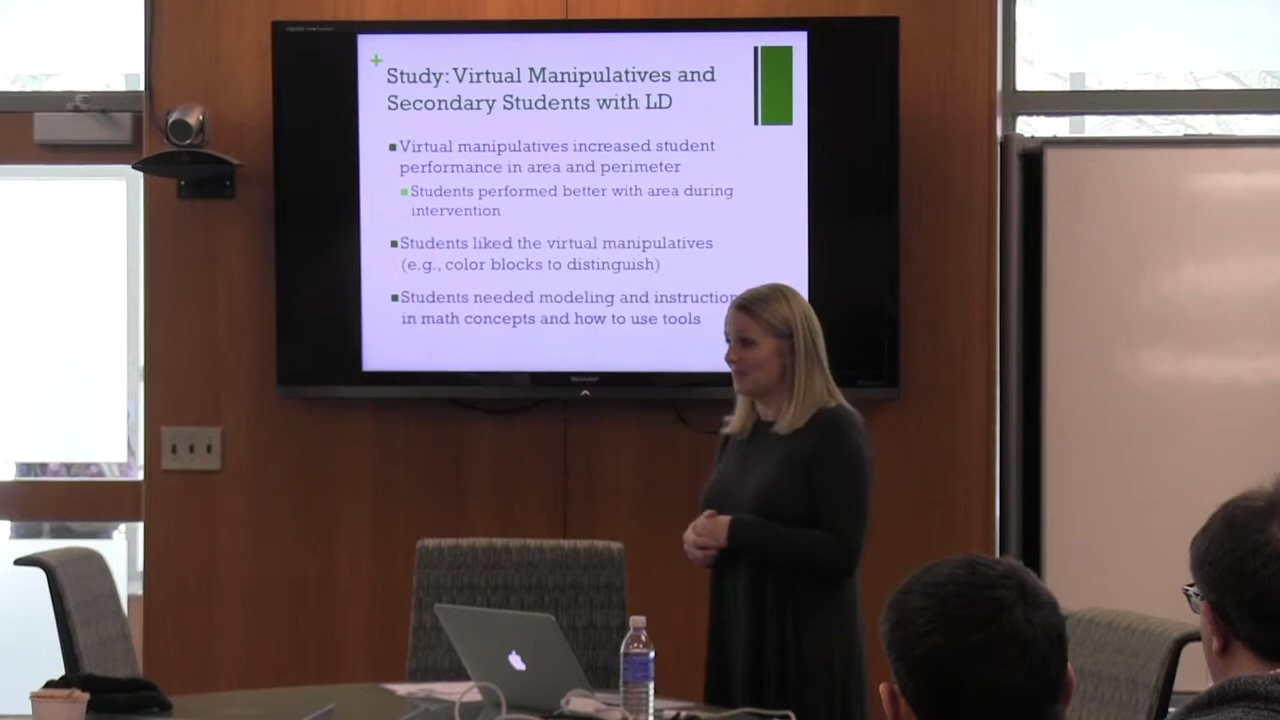 +
Study: Virtual Manipulatives and
Secondary Students with LD
Virtual manipulatives increased student
performance in area and perimeter
Students performed better with area during
intervention
Students liked the virtual manipulatives
(e.g., color blocks to distinguish)
Students needed modeling and instruction
in math concepts and how to use tools
SHARP